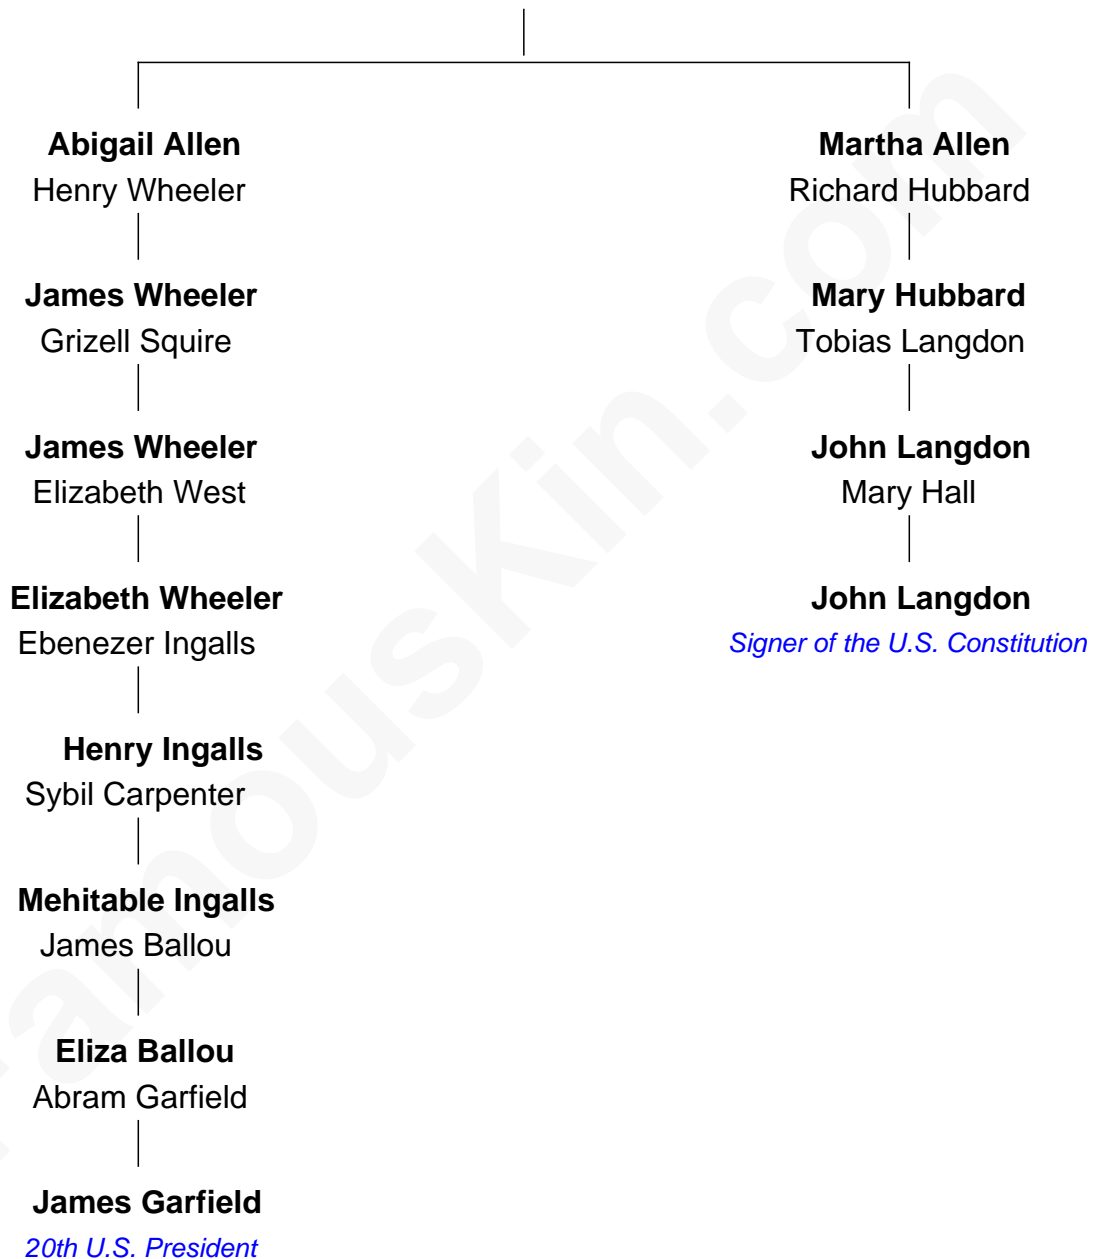 Abigail Allen
Henry Wheeler
James Wheeler
Grizell Squire
James Wheeler
Elizabeth West
Elizabeth Wheeler
Ebenezer Ingalls
Henry Ingalls
Sybil Carpenter
Mehitable Ingalls
James Ballou
Eliza Ballou
Abram Garfield
James Garfield
20th U.S. President
Martha Allen
Richard Hubbard
Mary Hubbard
Tobias Langdon
John Langdon
Mary Hall
John Langdon
Signer of the U.S. Constitution
FamousKin.com